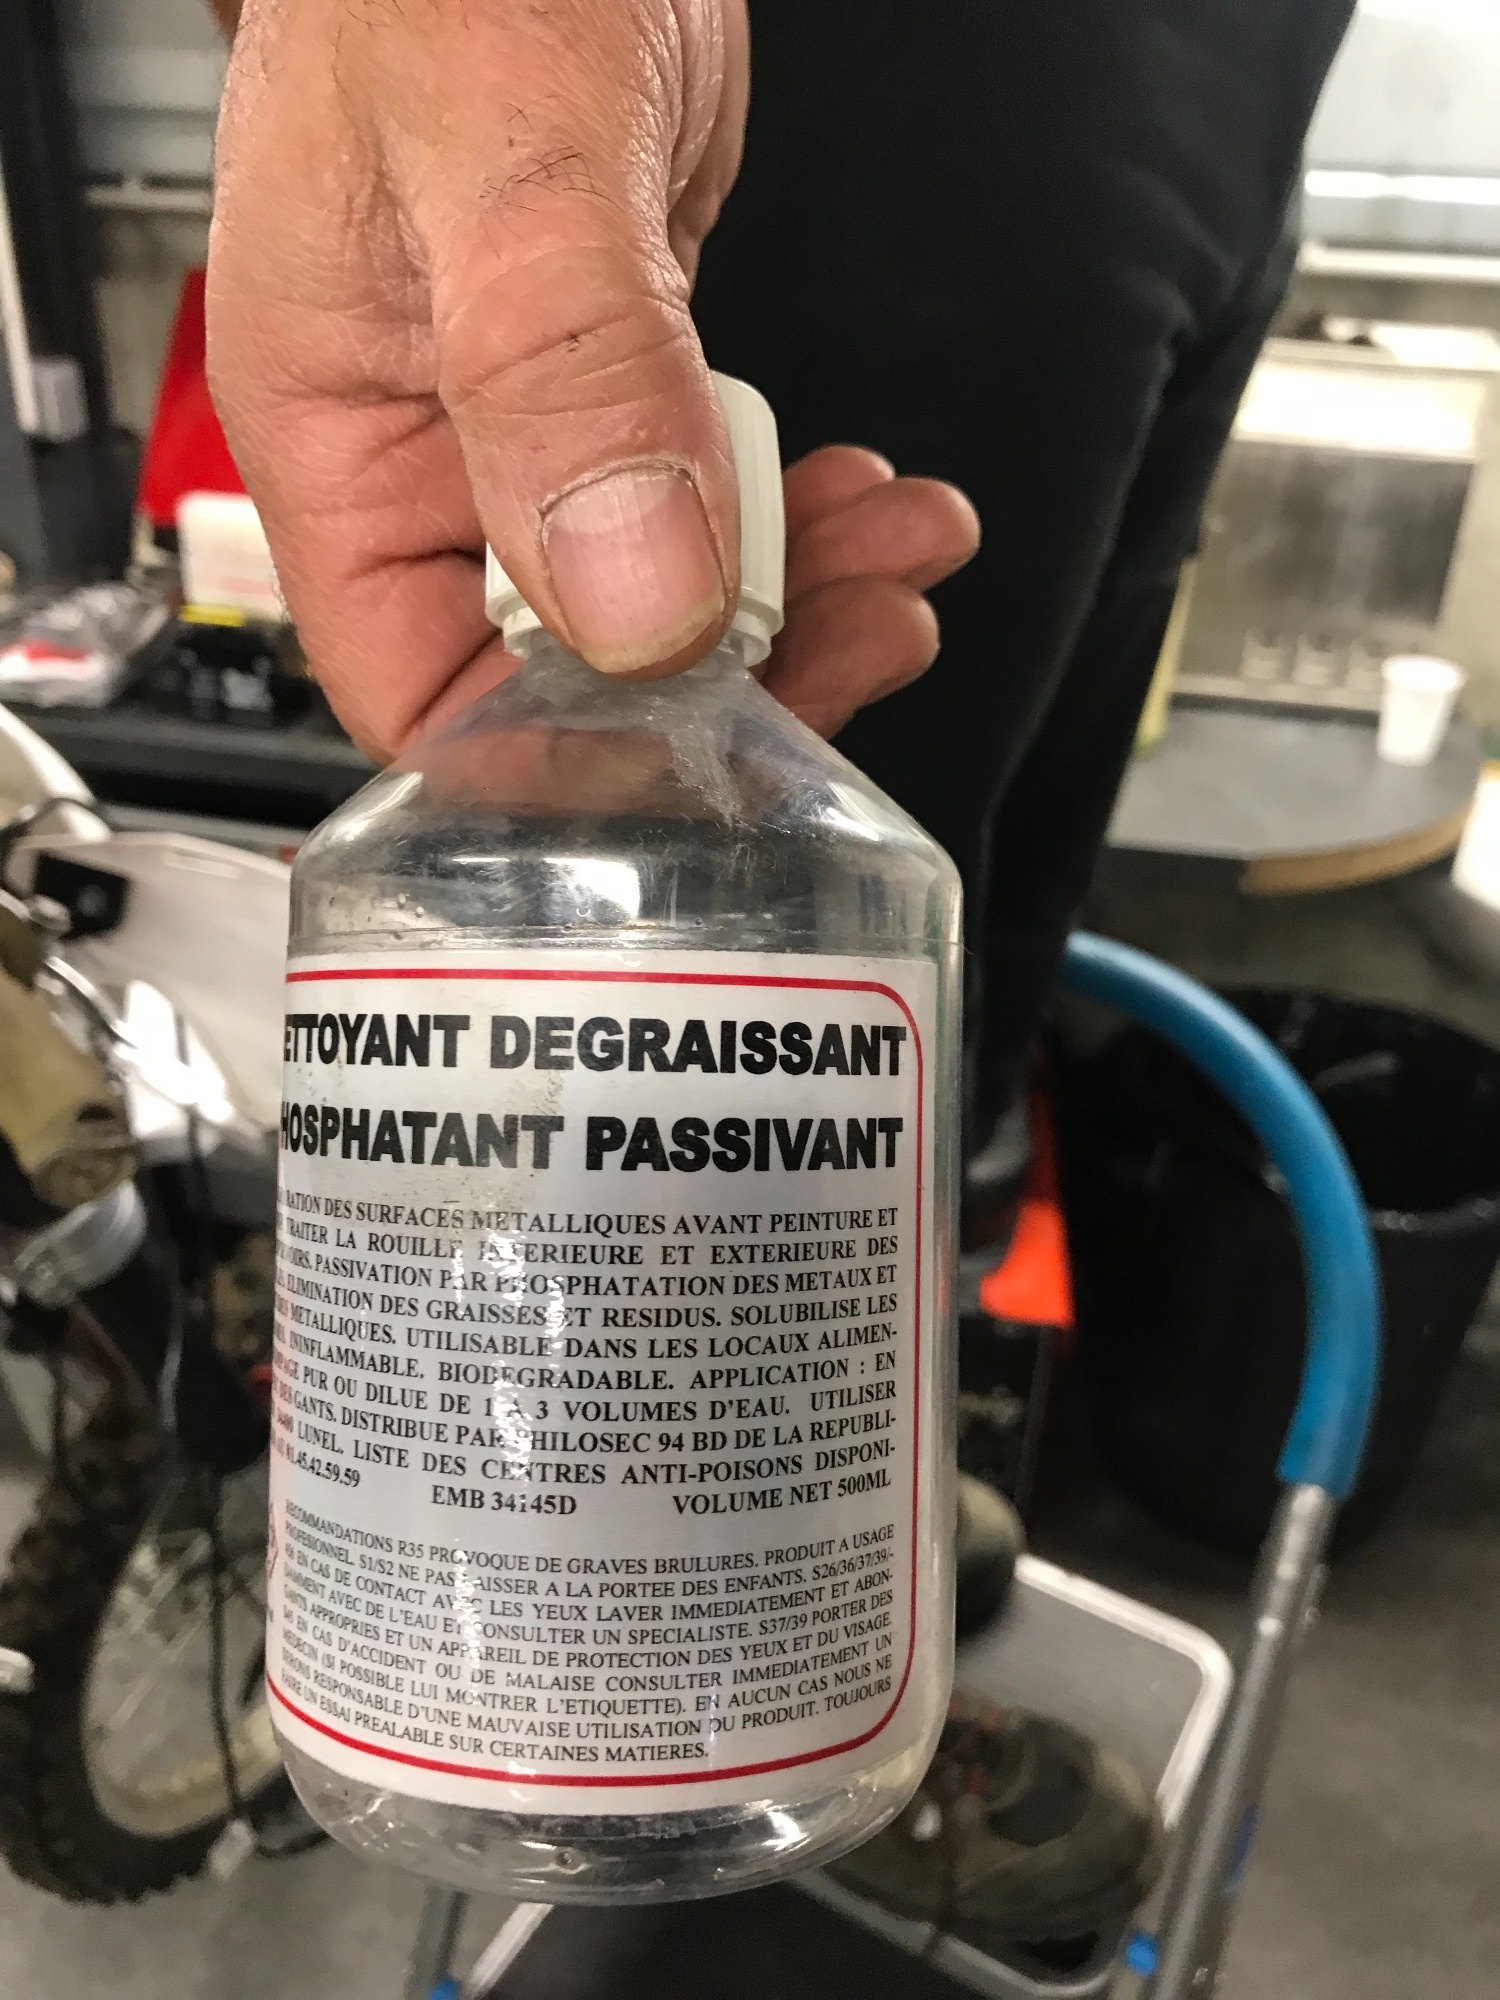 ETTOYANT DEGRAISSANT
HOSPHATANT PASSIVANT
RATION DES SURFACES METALLIQUES AVANT PEINTURE ET
TRAITER LA ROUILLE INTERIEURE ET EXTERIEURE DES
OIRS. PASSIVATION PAR PHOSPHATATION DES METAUX ET
ELIMINATION DES GRAISSES ET RESIDUS. SOLUBILISE LES
METALLIQUES. UTILISABLE DANS LES LOCAUX ALIMEN-
ININFLAMMABLE. BIODEGRADABLE. APPLICATION : EN
PAGE PUR OU DILUE DE 1 A 3 VOLUMES D'EAU. UTILISER
DES GANTS. DISTRIBUE PAR PHILOSEC 94 BD DE LA REPUBLI-
34400 LUNEL. LISTE DES CENTRES ANTI-POISONS DISPONI-
01.45.42.59.59
EMB 34145D VOLUME NET 500ML
RECOMMANDATIONS R35 PROVOQUE DE GRAVES BRULURES. PRODUIT A USAGE
PROFESIONNEL. S1/S2 NE PAS LAISSER A LA PORTEE DES ENFANTS. S26/36/37/39/-
456 EN CAS DE CONTACT AVEC LES YEUX LAVER IMMEDIATEMENT ET ABON-
DAMMENT AVEC DE L'EAU ET CONSULTER UN SPECIALISTE. S37/39 PORTER DES
GANTS APPROPRIES ET UN APPAREIL DE PROTECTION DES YEUX ET DU VISAGE.
S45 EN CAS D'ACCIDENT OU DE MALAISE CONSULTER IMMEDIATEMENT UN
MEDECIN (SI POSSIBLE LUI MONTRER L'ETIQUETTE). EN AUCUN CAS NOUS NE
SERONS RESPONSABLE D'UNE MAUVAISE UTILISATION DU PRODUIT. TOUJOURS
FAIRE UN ESSAI PREALABLE SUR CERTAINES MATIERES.